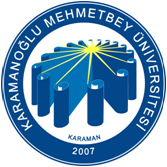 KARAMANOĞLU MEHMETBEY ÜNİVERSİTESİ
KARAMAN
2007